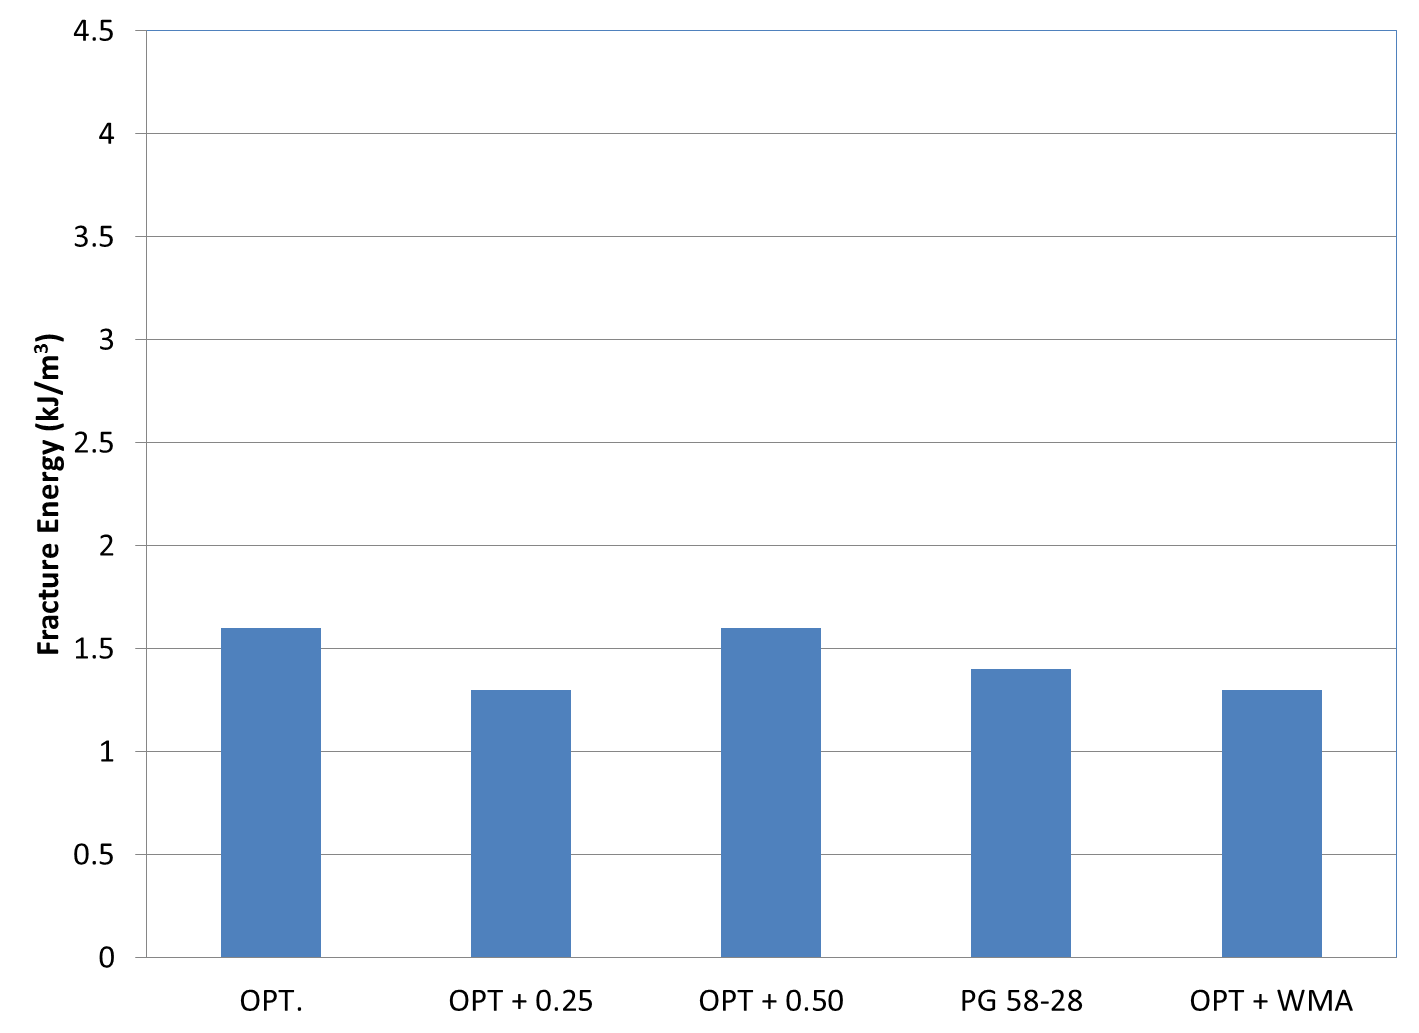 4.5
4
3.5
3
2.5
2
1.5
1
0.5
0
Fracture Energy (kJ/m³)
OPT.
OPT + 0.25
OPT + 0.50
PG 58-28
OPT + WMA